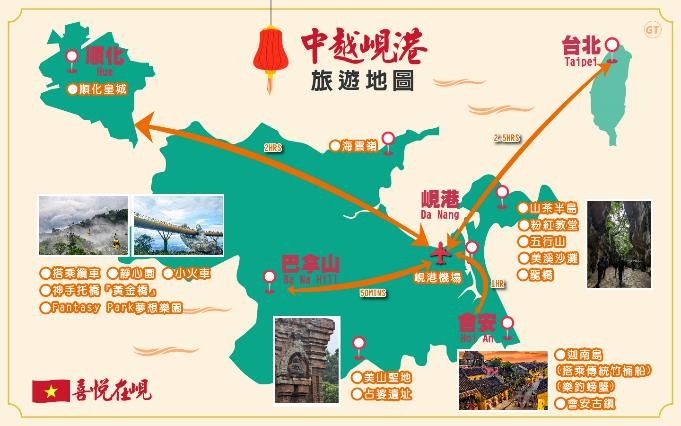 中越峴港
旅遊地圖
GT
台北
Taipei
順化
Hue
順化皇城
海雲嶺
2HRS
2.5HRS
峴港
Da Nang
山茶半島
粉紅教堂
五行山
美溪沙灘
龍橋
峴港機場
巴拿山
Ba Na Hill
50MINS
1HR
搭乘纜車 靜心園 小火車
神手托橋『黃金橋』
Fantasy Park夢想樂園
會安
Hoi An
美山聖地
占婆遺址
迦南島
(搭乘傳統竹桶船)
(樂釣螃蟹)
會安古鎮
喜悅在峴